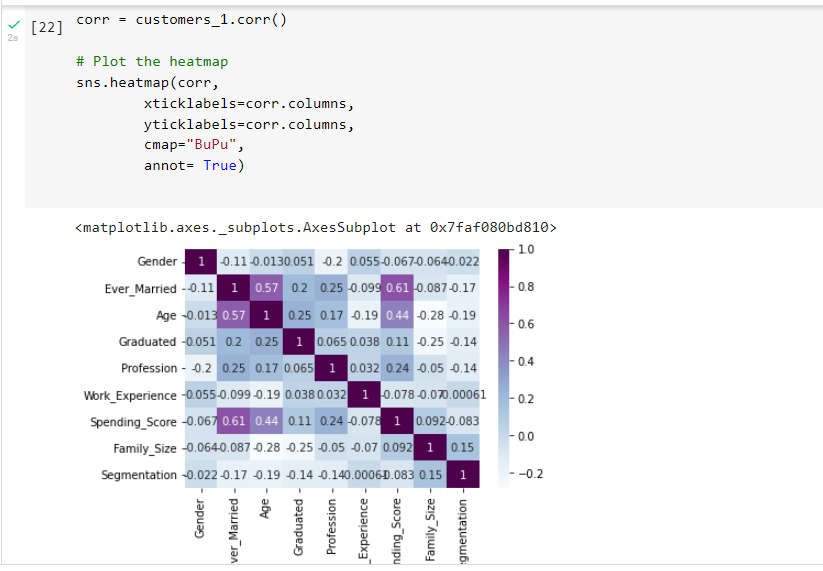 corr = customers_1.corr()
[22]
2s
# Plot the heatmap
sns.heatmap(corr,
xticklabels=corr.columns,
yticklabels=corr.columns,
cmap="BuPu",
annot= True)
<matplotlib.axes._subplots.AxesSubplot at 0x7faf080bd810>
Gender 1 -0.11 -0.013 0.051 -0.2 0.055 -0.067 -0.064 0.022 1.0
Ever_Married -0.11 1 0.57 0.2 0.25 -0.099 0.61 -0.087 -0.17 0.8
Age -0.013 0.57 1 0.25 0.17 -0.19 0.44 -0.28 -0.19 0.6
Graduated 0.051 0.2 0.25 1 0.065 0.038 0.11 -0.25 -0.14
Profession -0.2 0.25 0.17 0.065 1 0.032 0.24 -0.05 -0.14 0.4
Work_Experience 0.055 -0.099 -0.19 0.038 0.032 1 -0.078 -0.07 0.00061 0.2
Spending_Score -0.067 0.61 0.44 0.11 0.24 -0.078 1 0.092 -0.083 0.0
Family_Size -0.064 -0.087 -0.28 -0.25 -0.05 -0.07 0.092 1 0.15
Segmentation 0.022 -0.17 -0.19 -0.14 -0.14 0.00061 -0.083 0.15 1 -0.2
Gender
ver_Married
Age
Graduated
Profession
_Experience
nding_Score
Family_Size
gmentation